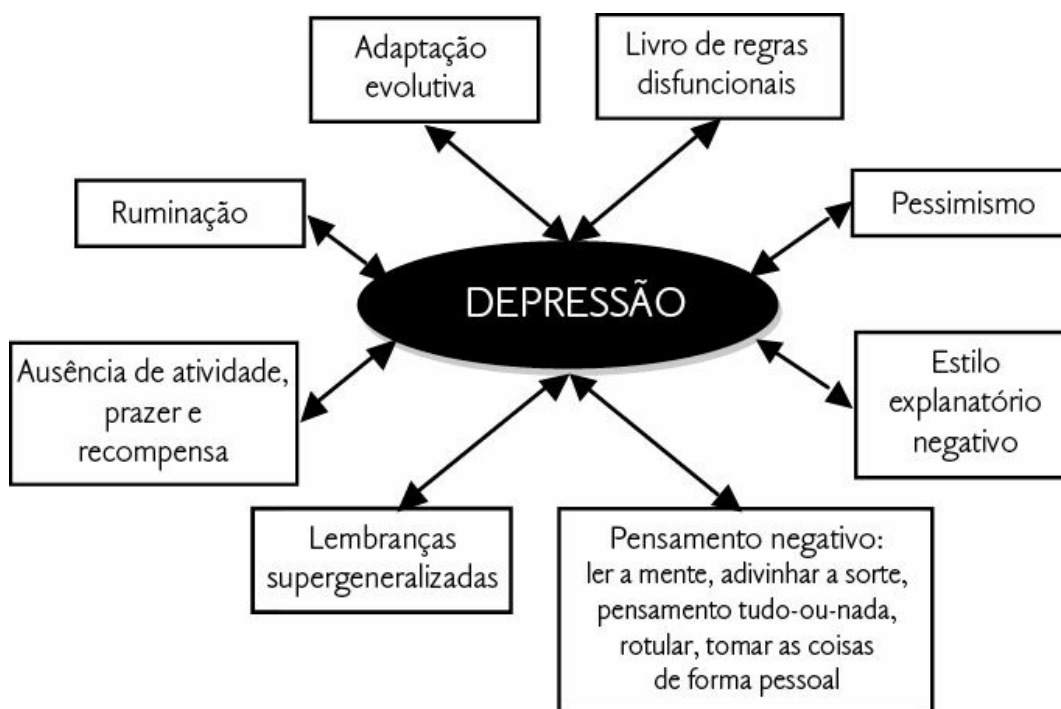 Adaptação
evolutiva
Livro de regras
disfuncionais
Ruminação
Pessimismo
DEPRESSÃO
Ausência de atividade,
prazer e
recompensa
Estilo
explanatório
negativo
Lembranças
supergeneralizadas
Pensamento negativo:
ler a mente, adivinhar a sorte,
pensamento tudo-ou-nada,
rotular, tomar as coisas
de forma pessoal